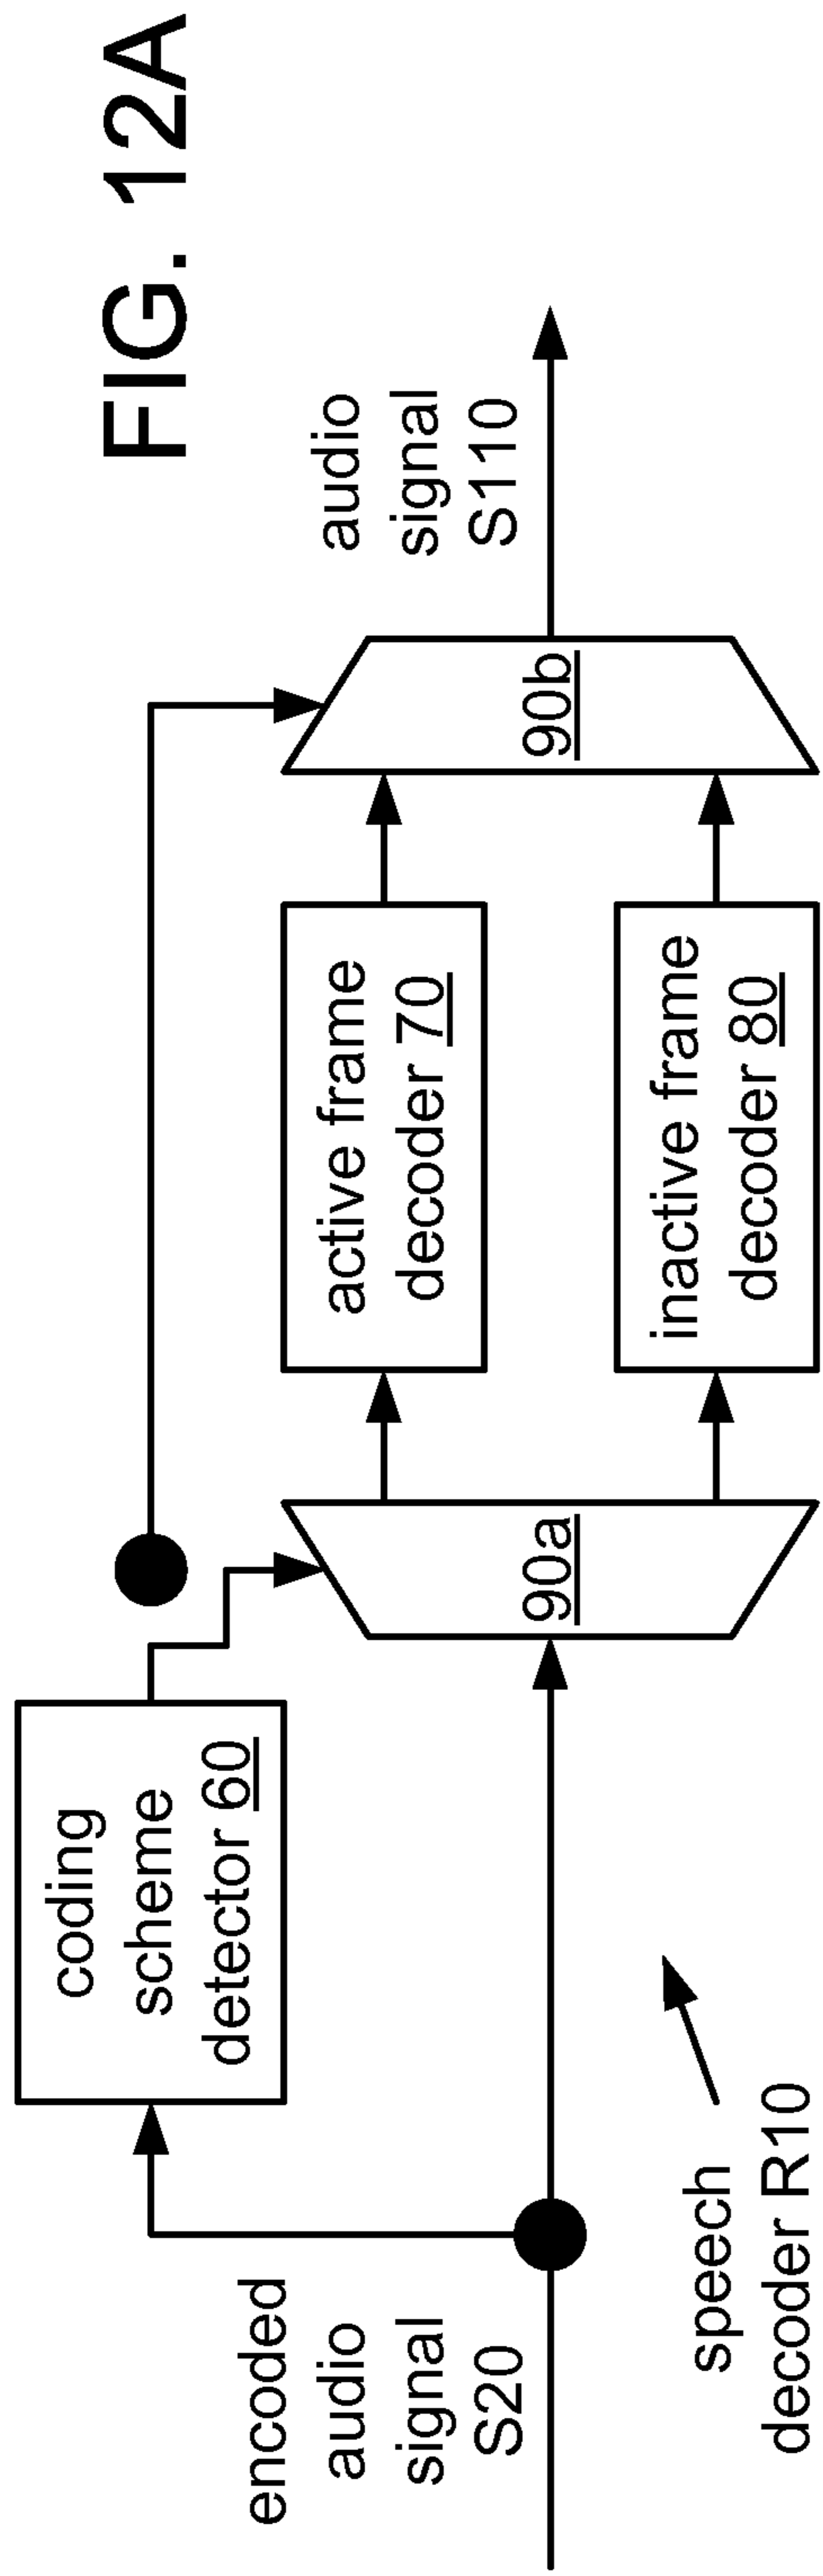 FIG. 12A
coding
scheme
detector 60
encoded
audio
signal
S20
90a
active frame
decoder 70
inactive frame
decoder 80
90b
audio
signal
S110
speech
decoder R10